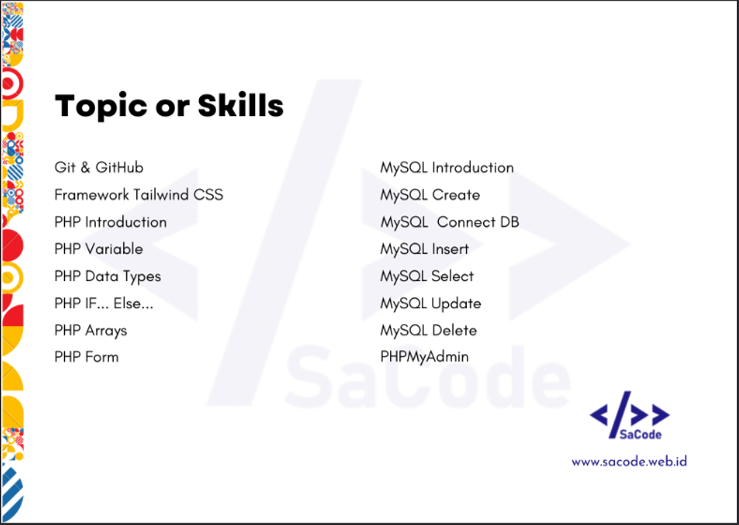 Topic or Skills
Git & GitHub
Framework Tailwind CSS
PHP Introduction
PHP Variable
PHP Data Types
PHP IF... Else...
PHP Arrays
PHP Form
MySQL Introduction
MySQL Create
MySQL  Connect DB
MySQL Insert
MySQL Select
MySQL Update
MySQL Delete
PHPMyAdmin
SaCode
</>>
SaCode
www.sacode.web.id